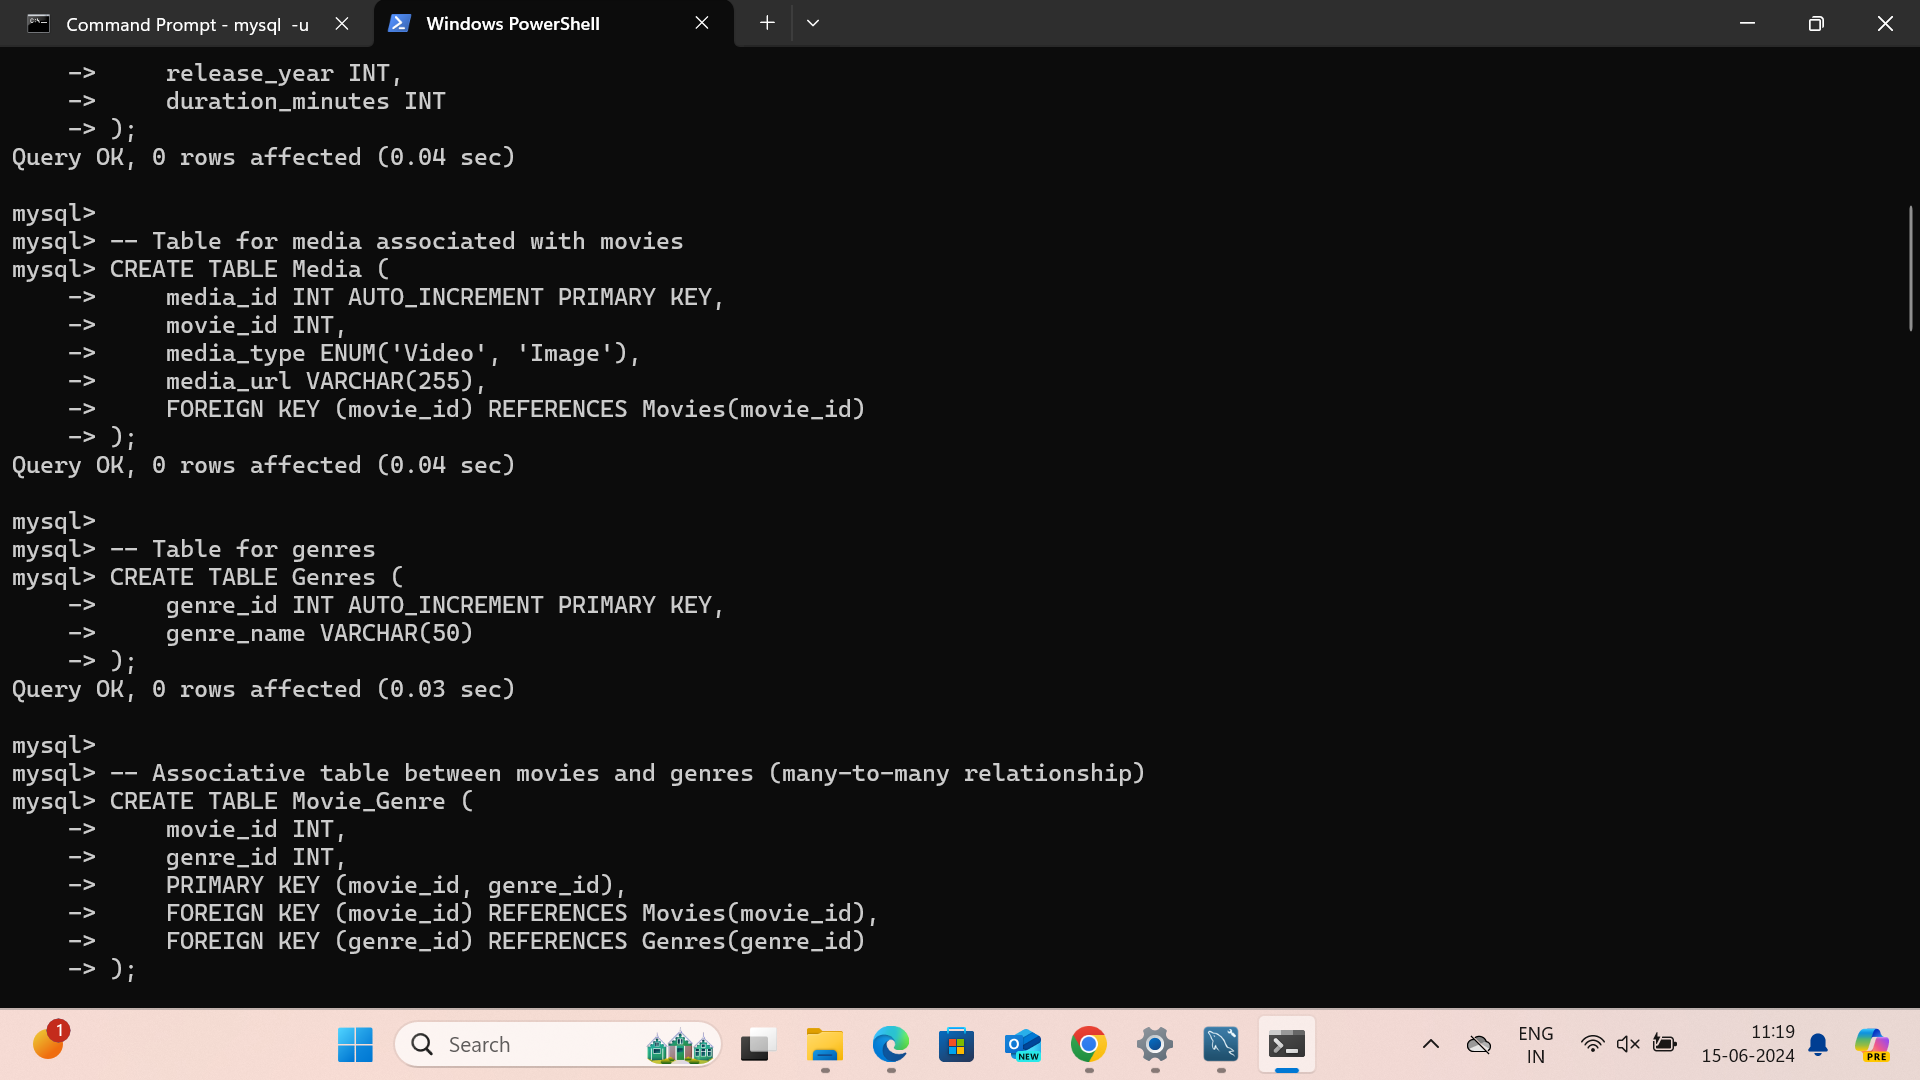 Command Prompt - mysql -u
Windows PowerShell
->     release_year INT,
->     duration_minutes INT
-> );
Query OK, 0 rows affected (0.04 sec)
mysql>
mysql> -- Table for media associated with movies
mysql> CREATE TABLE Media (
->     media_id INT AUTO_INCREMENT PRIMARY KEY,
->     movie_id INT,
->     media_type ENUM('Video', 'Image'),
->     media_url VARCHAR(255),
->     FOREIGN KEY (movie_id) REFERENCES Movies(movie_id)
-> );
Query OK, 0 rows affected (0.04 sec)
mysql>
mysql> -- Table for genres
mysql> CREATE TABLE Genres (
->     genre_id INT AUTO_INCREMENT PRIMARY KEY,
->     genre_name VARCHAR(50)
-> );
Query OK, 0 rows affected (0.03 sec)
mysql>
mysql> -- Associative table between movies and genres (many-to-many relationship)
mysql> CREATE TABLE Movie_Genre (
->     movie_id INT,
->     genre_id INT,
->     PRIMARY KEY (movie_id, genre_id),
->     FOREIGN KEY (movie_id) REFERENCES Movies(movie_id),
->     FOREIGN KEY (genre_id) REFERENCES Genres(genre_id)
-> );
1
Search
NEW
ENG
IN
11:19
15-06-2024
PRE